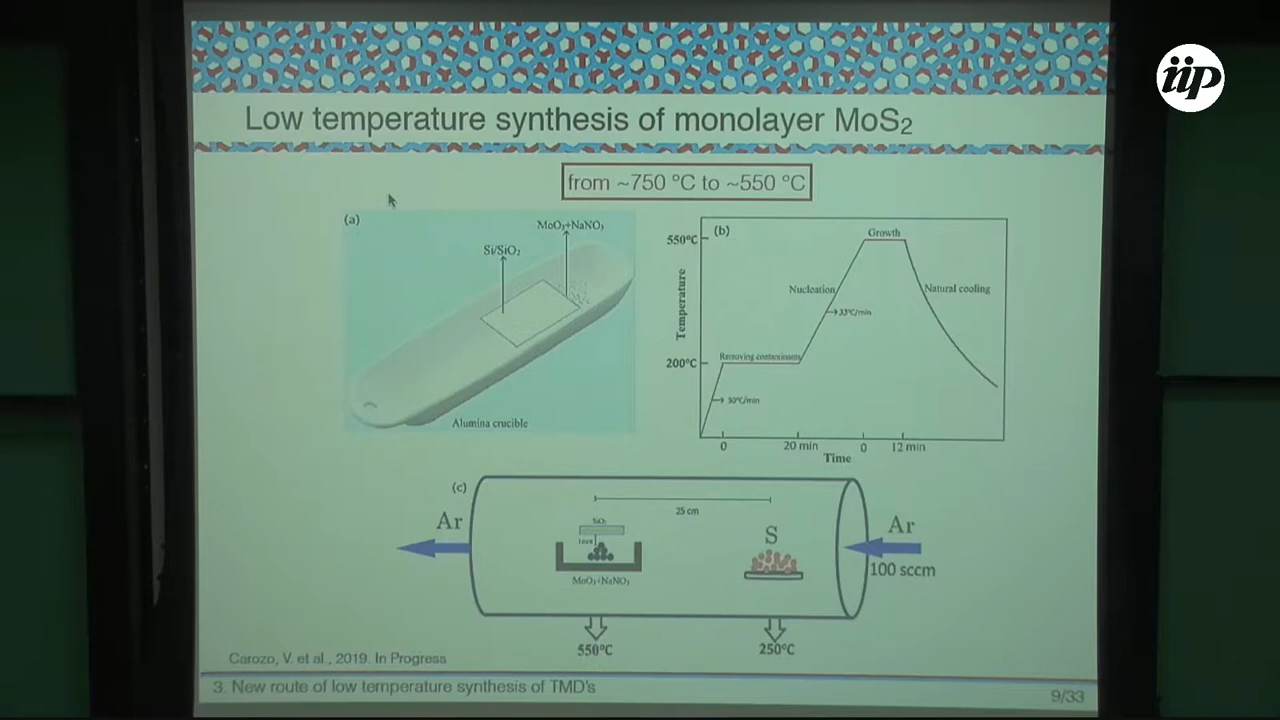 iip
Low temperature synthesis of monolayer MoS₂
from ~750 °C to ~550 °C
(a)
MoO₃+NaNO₃
Si/SiO₂
Alumina crucible
(b)
550°C
Growth
Temperature
Nucleation
33°C/min
Natural cooling
200°C
Removing contaminants
30°C/min
0
20 min
0
12 min
Time
(c)
25 cm
Ar
SiO₂
MoO₃+NaNO₃
S
Ar
100 sccm
550°C
250°C
Carozo, V. et al., 2019. In Progress
3. New route of low temperature synthesis of TMD's
9/33